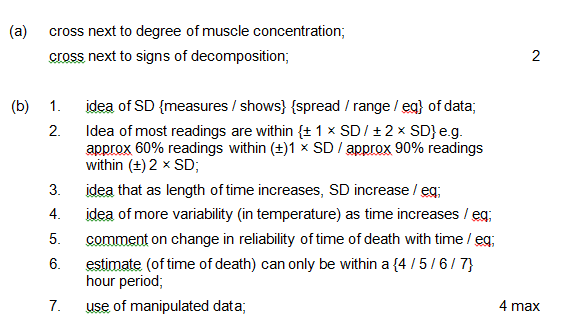 (a) cross next to degree of muscle concentration;
cross next to signs of decomposition; 2
(b) 1. idea of SD {measures / shows} {spread / range / eq} of data;
2. Idea of most readings are within {± 1 × SD / ± 2 × SD} e.g.
approx 60% readings within (±)1 × SD / approx 90% readings
within (±) 2 × SD;
3. idea that as length of time increases, SD increase / eq;
4. idea of more variability (in temperature) as time increases / eq;
5. comment on change in reliability of time of death with time / eq;
6. estimate (of time of death) can only be within a {4 / 5 / 6 / 7}
hour period;
7. use of manipulated data; 4 max